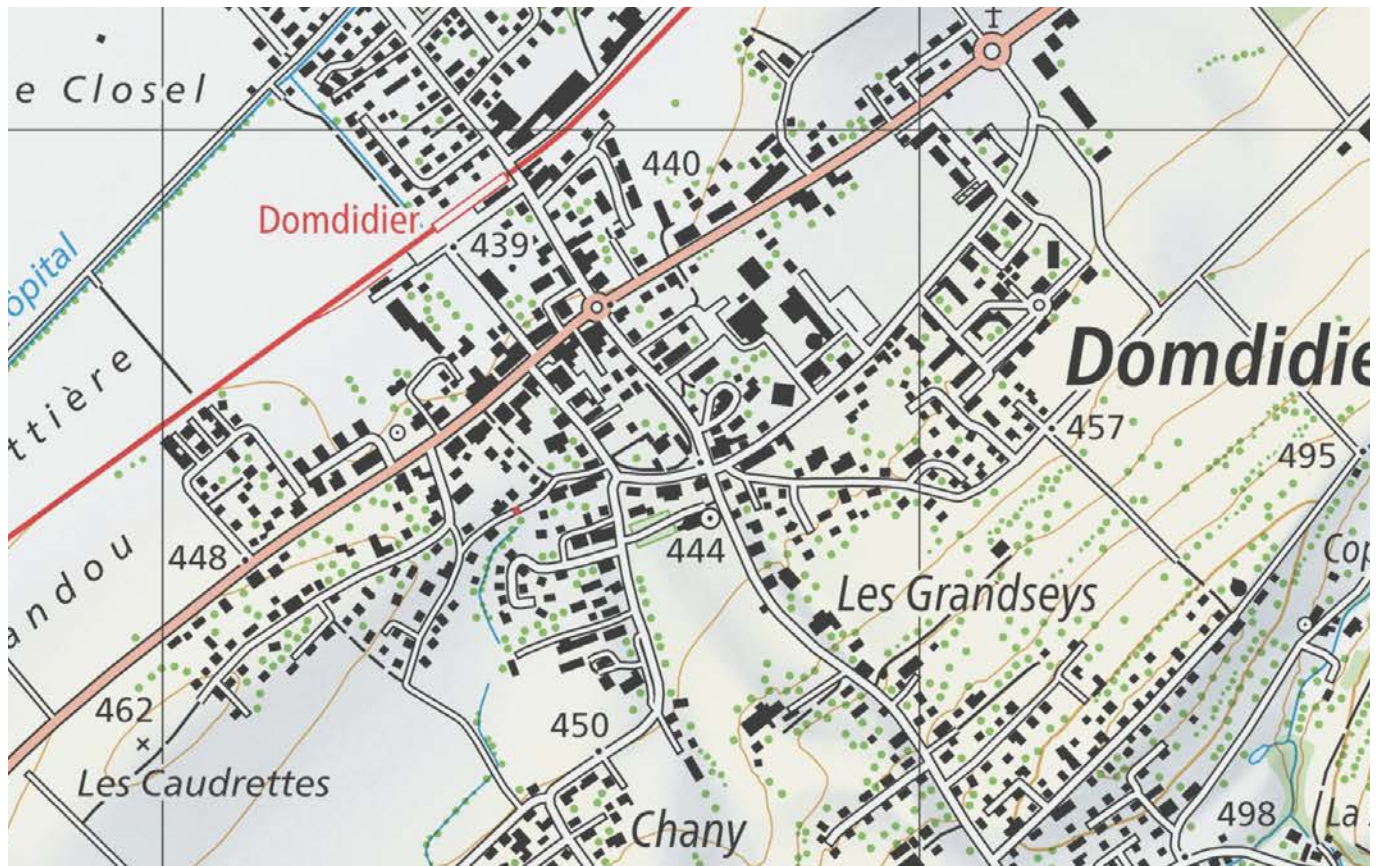 e Closel
440
Domdidier
439
ôpital
ttière
Domdidie
457
495
448
444
andou
Cop
Les Grandseys
462
450
Les Caudrettes
Chany
498
La